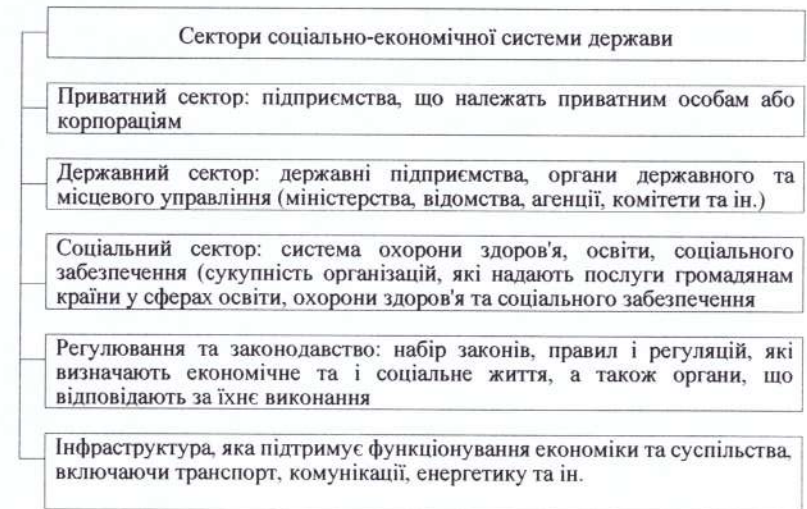 Сектори соціально-економічної системи держави
Приватний сектор: підприємства, що належать приватним особам або
корпораціям
Державний сектор: державні підприємства, органи державного та
місцевого управління (міністерства, відомства, агенції, комітети та ін.)
Соціальний сектор: система охорони здоров'я, освіти, соціального
забезпечення (сукупність організацій, які надають послуги громадянам
країни у сферах освіти, охорони здоров'я та соціального забезпечення
Регулювання та законодавство: набір законів, правил і регуляцій, які
визначають економічне та і соціальне життя, а також органи, що
відповідають за їхнє виконання
Інфраструктура, яка підтримує функціонування економіки та суспільства,
включаючи транспорт, комунікації, енергетику та ін.